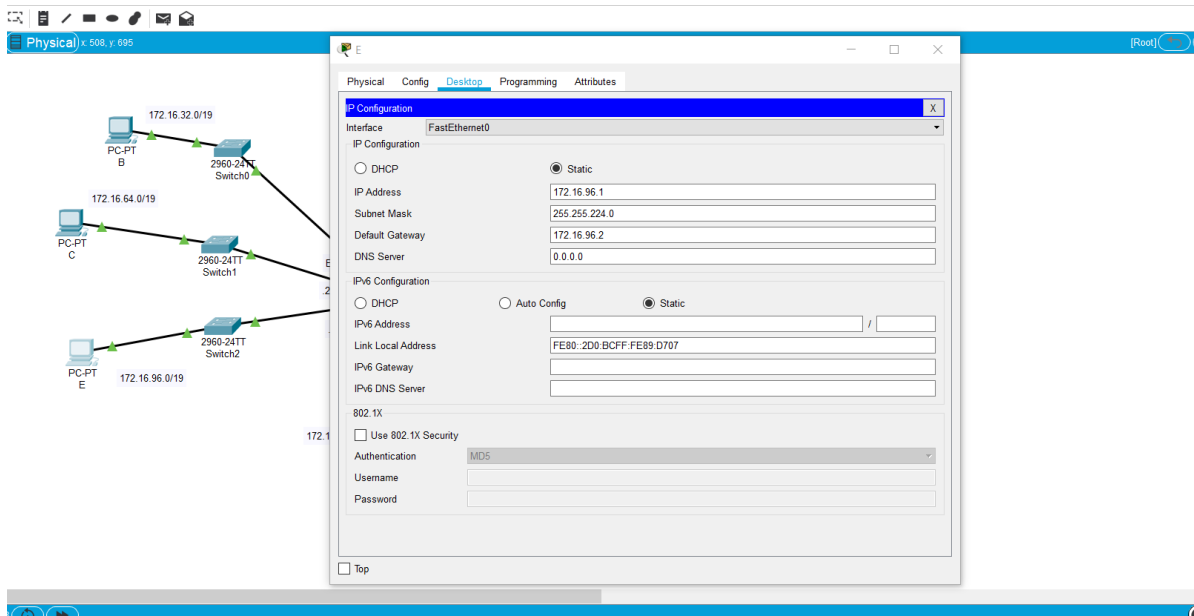 Physical x: 508, y: 695
[Root]
E
Physical Config Desktop Programming Attributes
IP Configuration
X
Interface FastEthernet0
IP Configuration
DHCP
Static
IP Address 172.16.96.1
Subnet Mask 255.255.224.0
Default Gateway 172.16.96.2
DNS Server 0.0.0.0
IPv6 Configuration
DHCP
Auto Config
Static
IPv6 Address /
Link Local Address FE80::2D0:BCFF:FE89:D707
IPv6 Gateway
IPv6 DNS Server
802.1X
Use 802.1X Security
Authentication MD5
Username
Password
Top
172.16.32.0/19
PC-PT
B
2960-24TT
Switch0
172.16.64.0/19
PC-PT
C
2960-24TT
Switch1
2960-24TT
Switch2
PC-PT
E
172.16.96.0/19
172.1